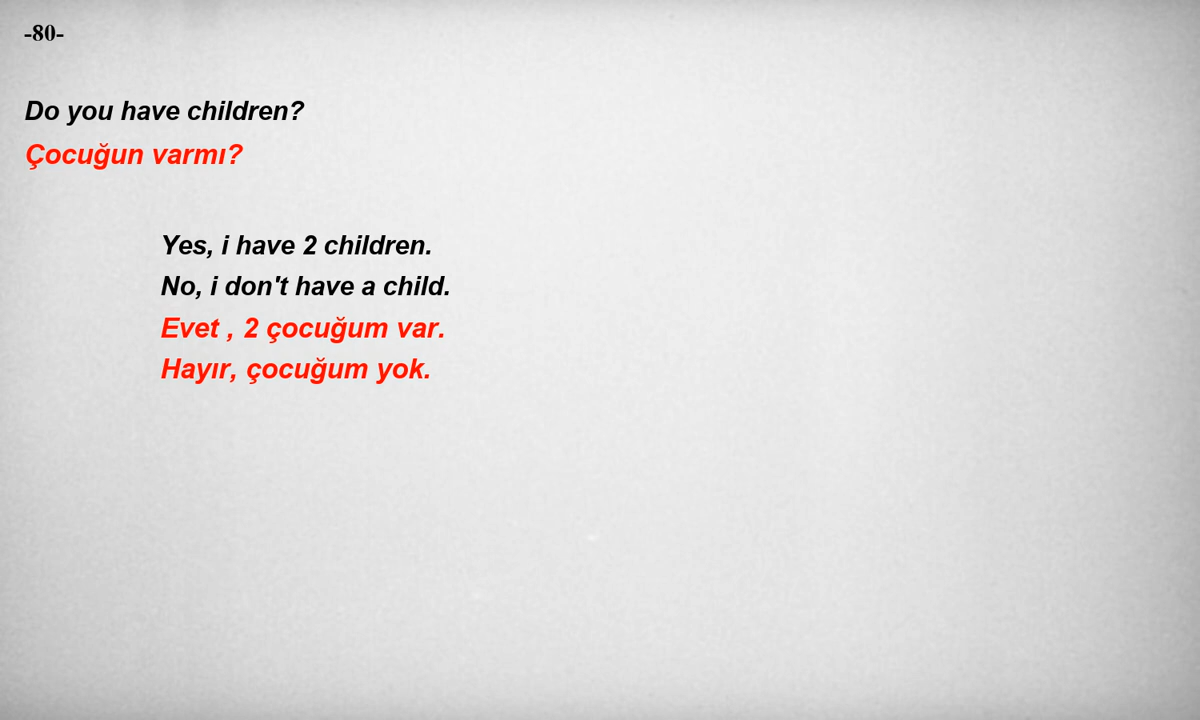 -80-
Do you have children?
Çocuğun varmı?
Yes, i have 2 children.
No, i don't have a child.
Evet , 2 çocuğum var.
Hayır, çocuğum yok.